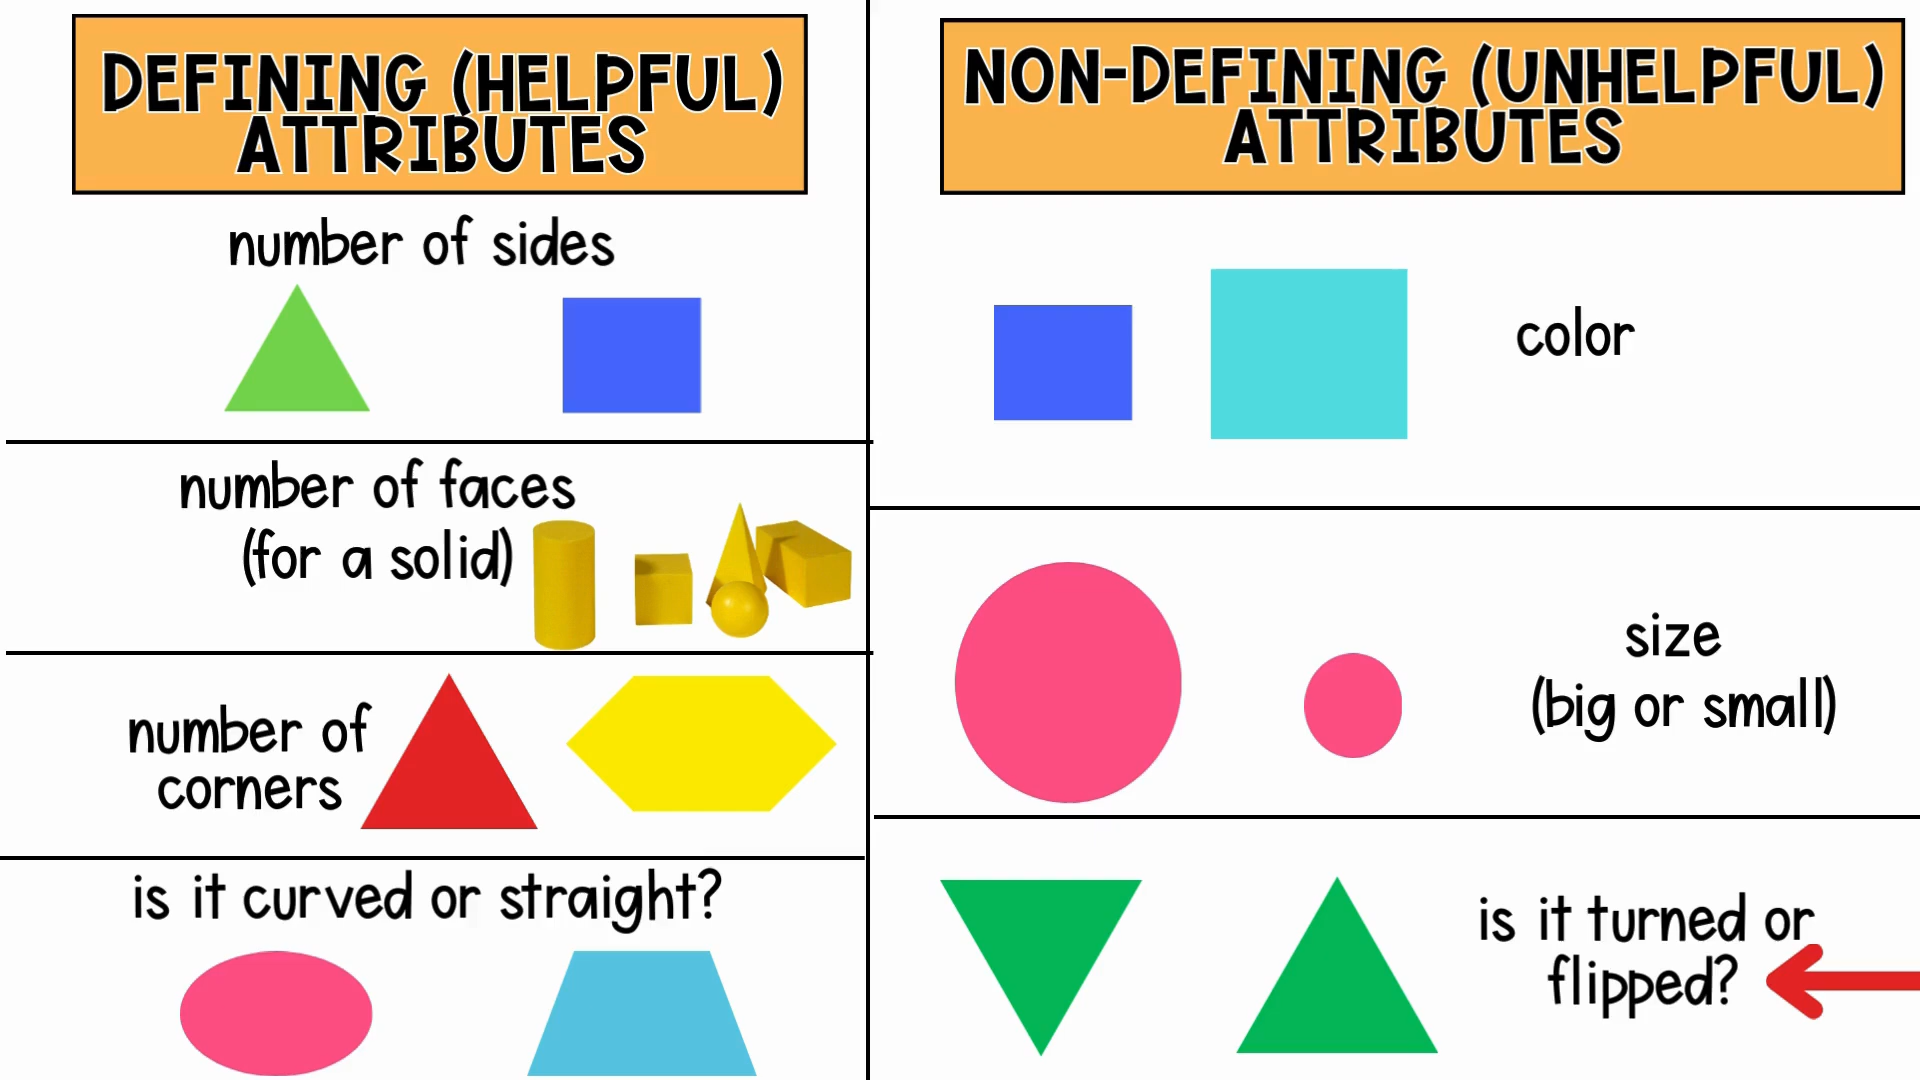 DEFINING (HELPFUL)
ATTRIBUTES
number of sides
number of faces
(for a solid)
number of
corners
is it curved or straight?
NON-DEFINING (UNHELPFUL)
ATTRIBUTES
color
size
(big or small)
is it turned or
flipped?